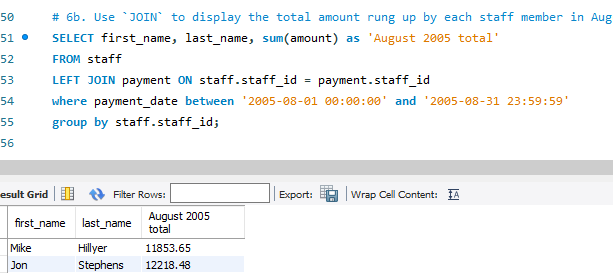 50 # 6b. Use `JOIN` to display the total amount rung up by each staff member in Aug
51 SELECT first_name, last_name, sum(amount) as 'August 2005 total'
52 FROM staff
53 LEFT JOIN payment ON staff.staff_id = payment.staff_id
54 where payment_date between '2005-08-01 00:00:00' and '2005-08-31 23:59:59'
55 group by staff.staff_id;
56
esult Grid Filter Rows: Export: Wrap Cell Content: IA
first_name last_name August 2005
total
Mike Hillyer 11853.65
Jon Stephens 12218.48